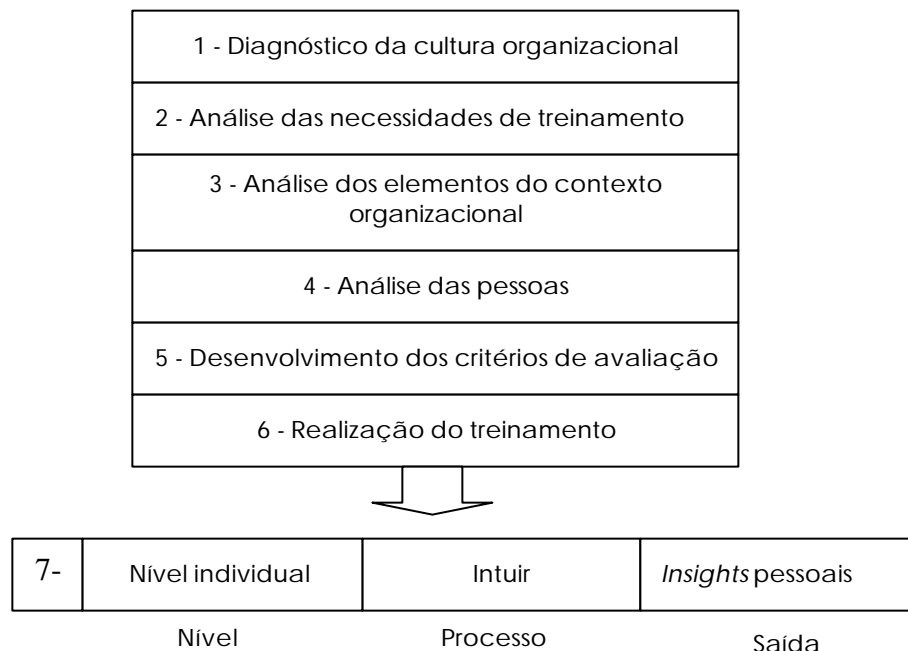 1 - Diagnóstico da cultura organizacional
2 - Análise das necessidades de treinamento
3 - Análise dos elementos do contexto
organizacional
4 - Análise das pessoas
5 - Desenvolvimento dos critérios de avaliação
6 - Realização do treinamento
7- Nível individual Intuir Insights pessoais
Nível Processo Saída